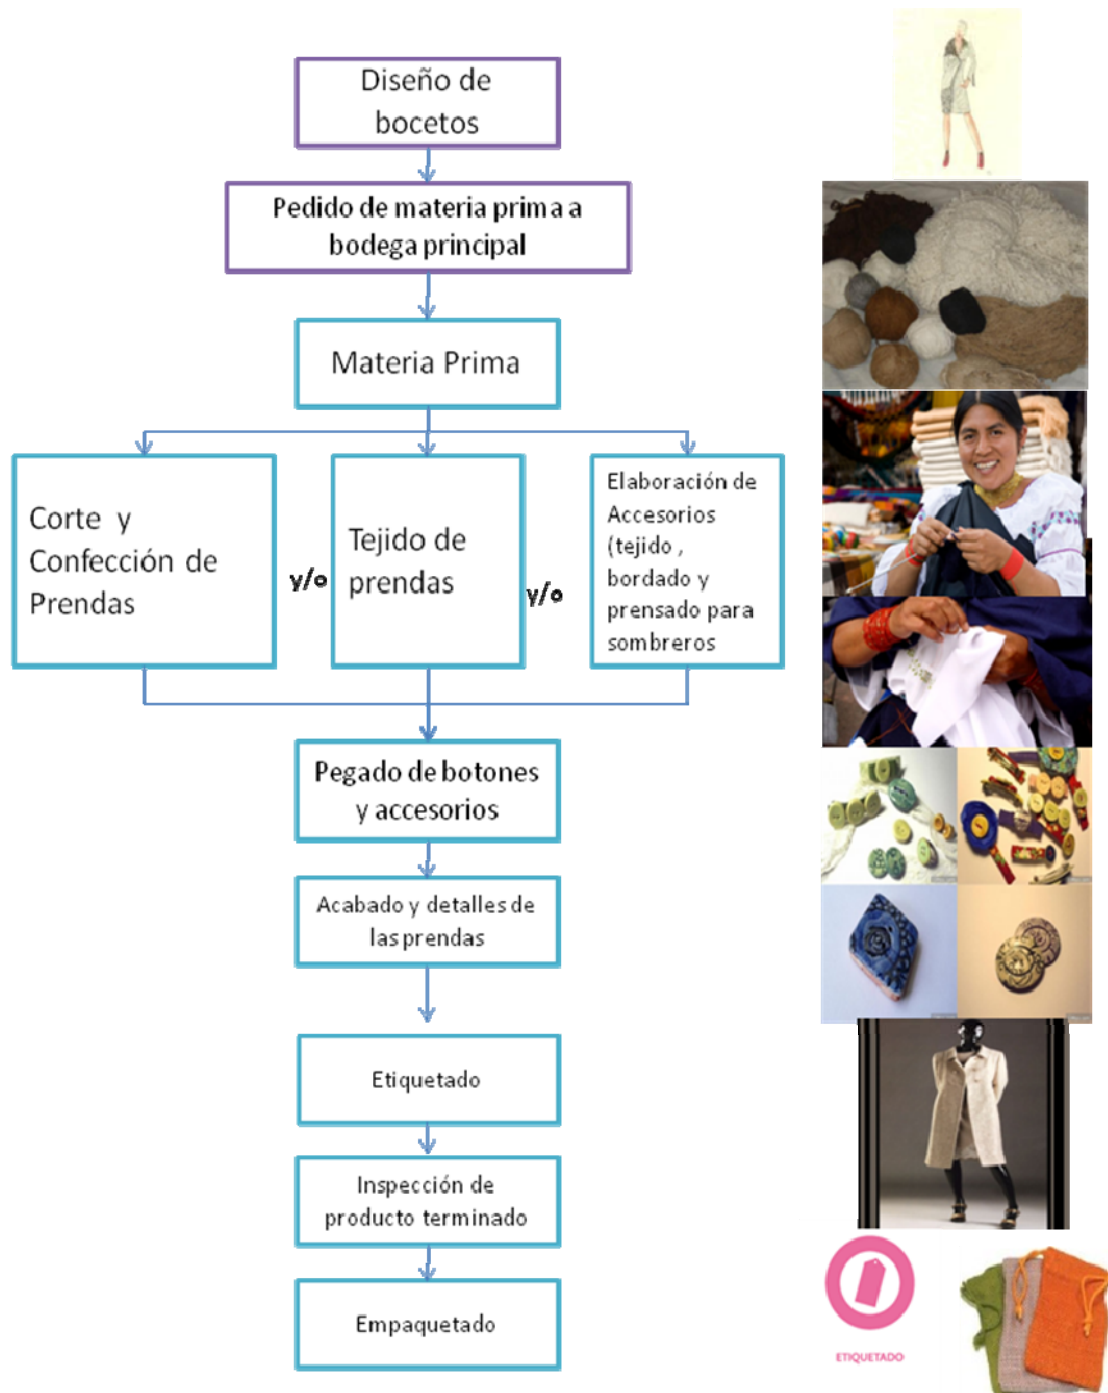 Diseño de
bocetos
Pedido de materia prima a
bodega principal
Materia Prima
Corte y
Confección de
Prendas
y/o
Tejido de
prendas
y/o
Elaboración de
Accesorios
(tejido ,
bordado y
prensado para
sombreros
Pegado de botones
y accesorios
Acabado y detalles de
las prendas
Etiquetado
Inspección de
producto terminado
Empaquetado
ETIQUETADO